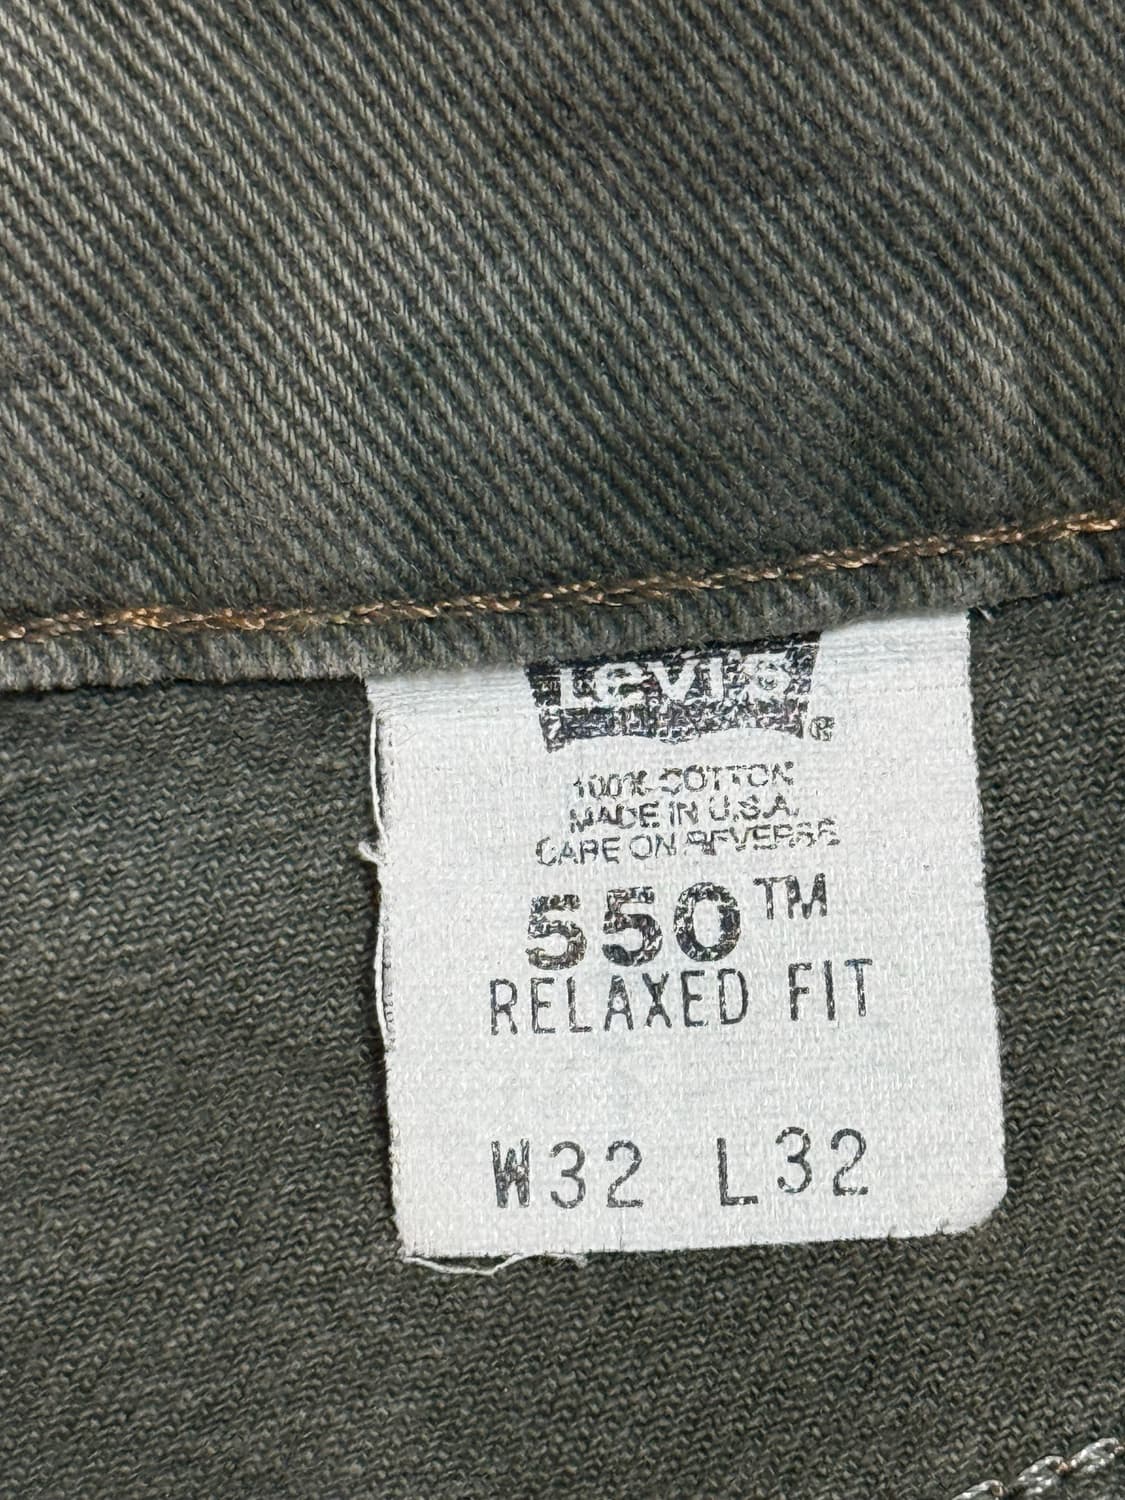 Levi's
®
100% COTTON
MADE IN U.S.A.
CARE ON REVERSE
550™
RELAXED FIT
W32 L32